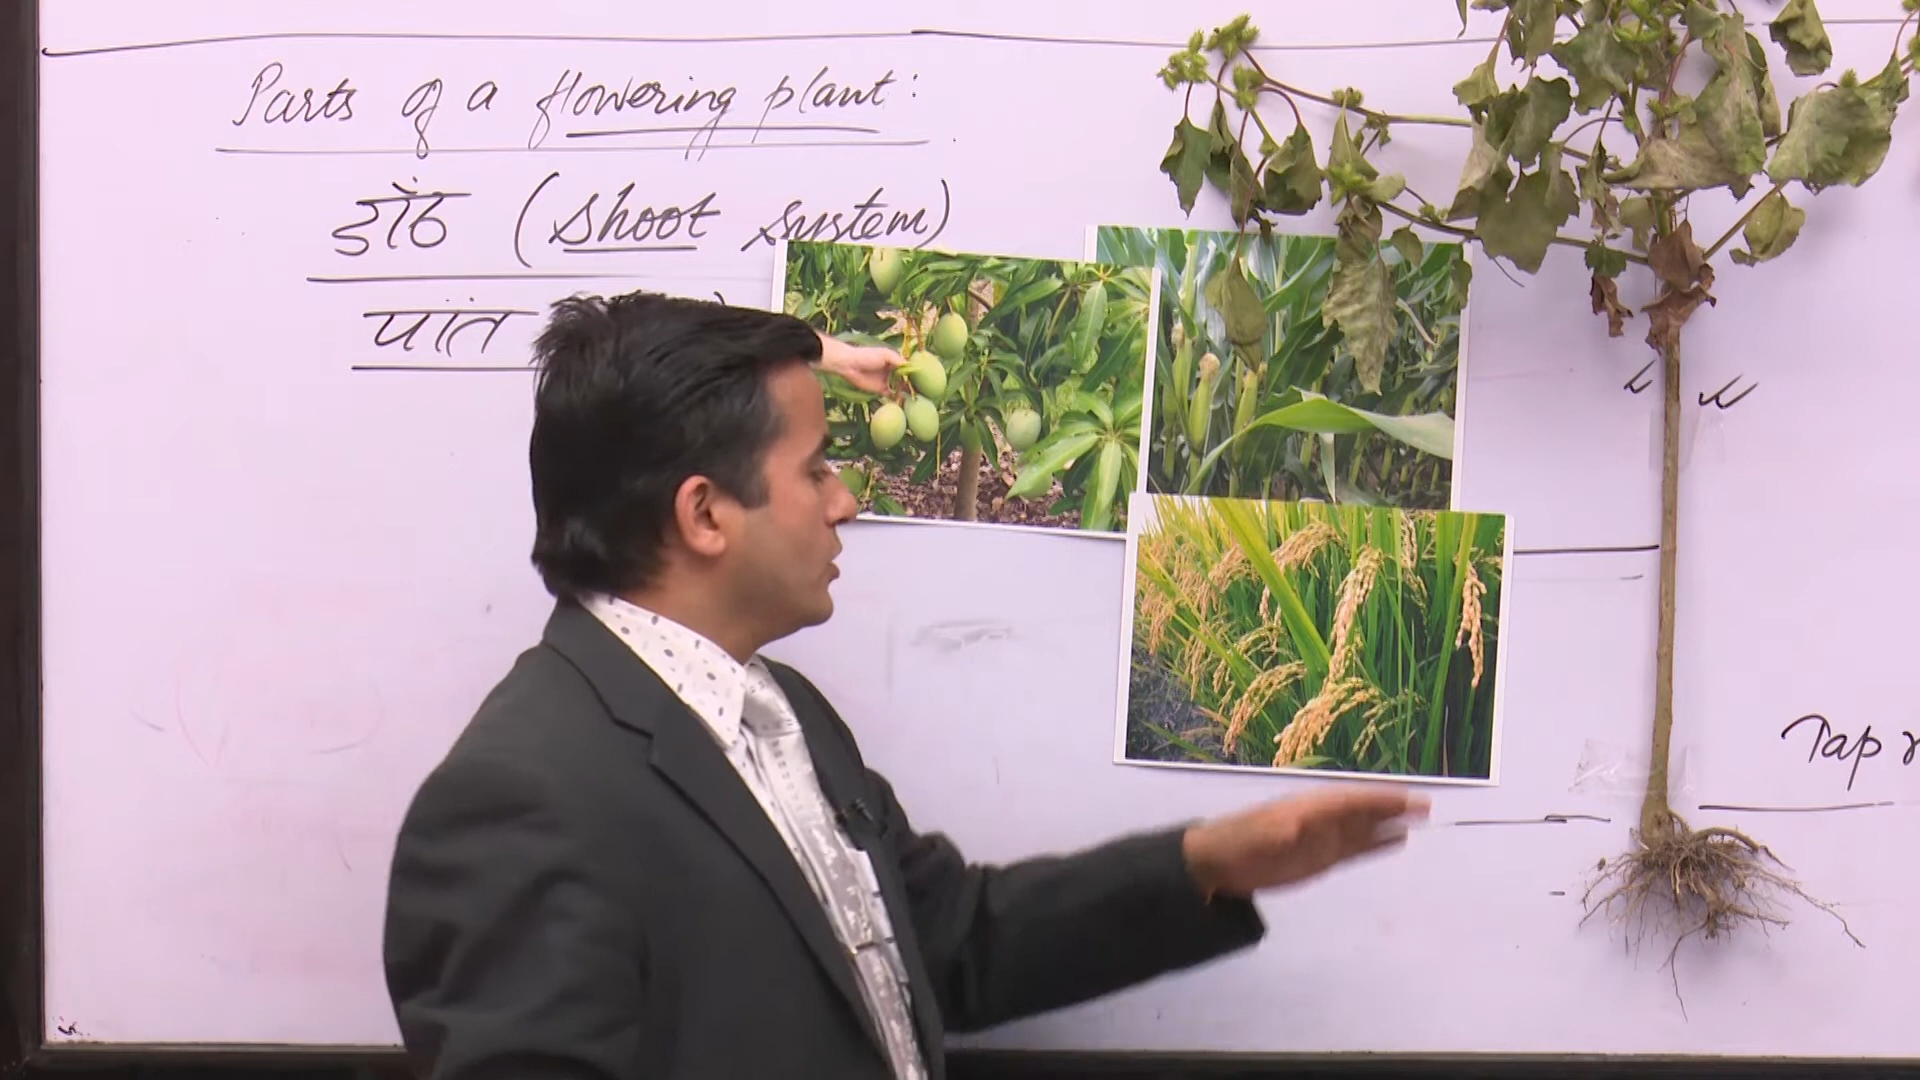 Parts of a flowering plant:
डांठ (shoot system)
पांत
Tap